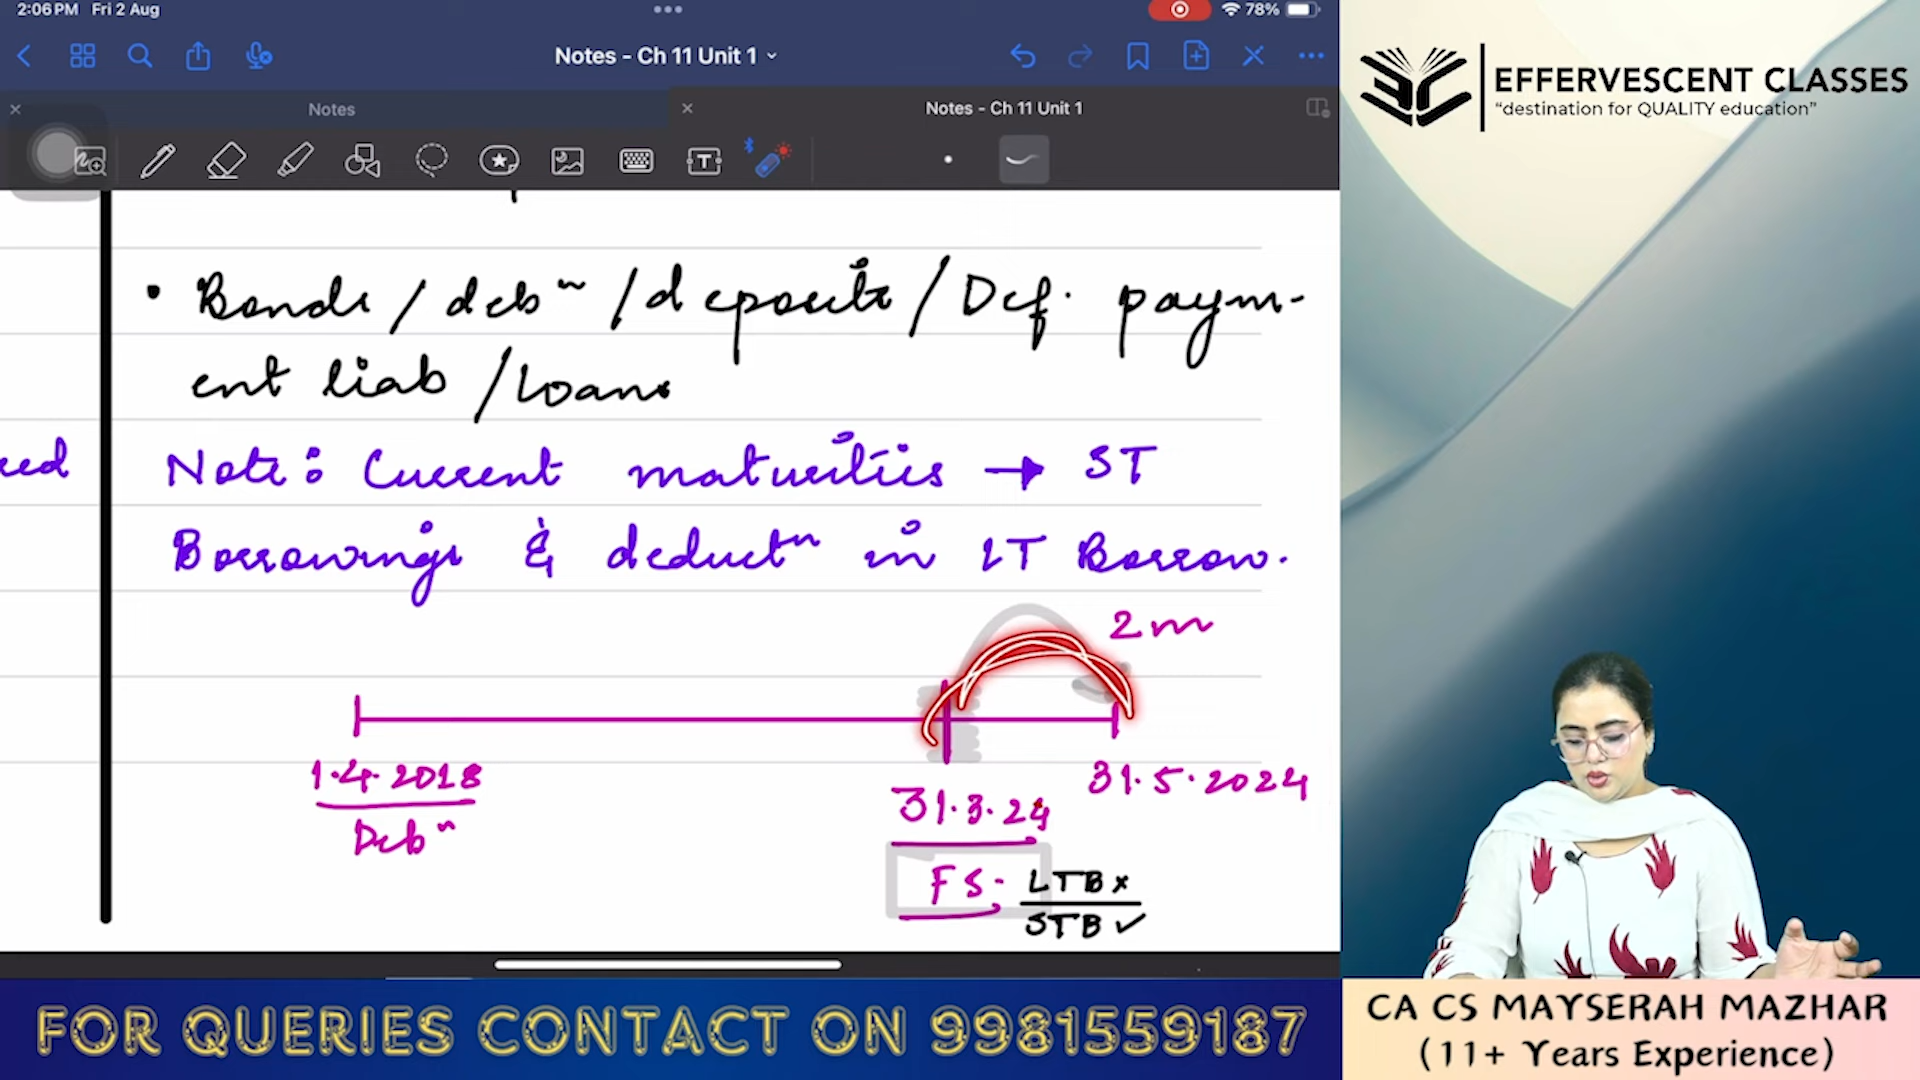 2:06 PM Fri 2 Aug
78%
Notes - Ch 11 Unit 1
Notes
Notes - Ch 11 Unit 1
EFFERVESCENT CLASSES
"destination for QUALITY education"
• Bonds / debⁿ / deposits / Def. paym-
ent liab / Loans
Note: Current maturities → ST
Borrowings & deductⁿ in LT Borrow.
2m
1.4.2018
Debⁿ
31.3.24
31.5.2024
FS.
LTB ×
STB ✓
FOR QUERIES CONTACT ON 9981559187
CA CS MAYSERAH MAZHAR
(11+ Years Experience)